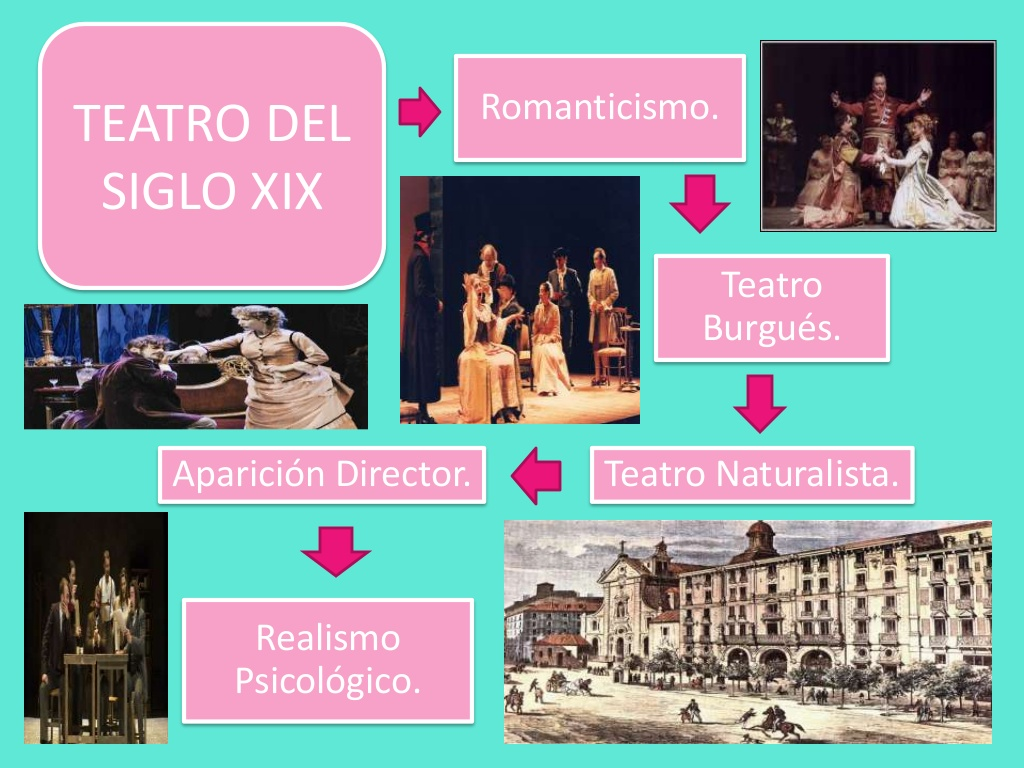 TEATRO DEL
SIGLO XIX
Romanticismo.
Teatro
Burgués.
Teatro Naturalista.
Aparición Director.
Realismo
Psicológico.